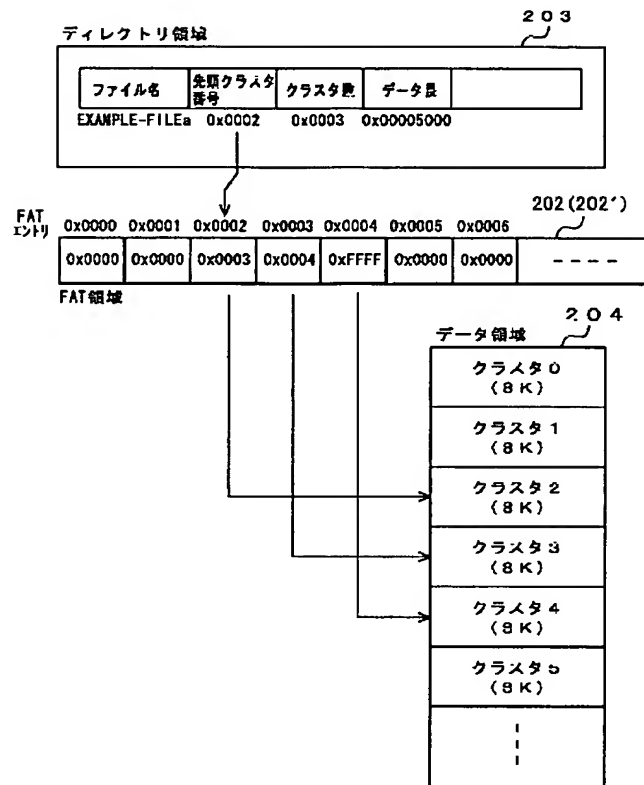 203
ディレクトリ領域
ファイル名 先頭クラスタ番号 クラスタ数 データ長
EXAMPLE-FILEa 0x0002 0x0003 0x00005000
FAT
エントリ
0x0000 0x0001 0x0002 0x0003 0x0004 0x0005 0x0006
202(202')
0x0000 0x0000 0x0003 0x0004 0xFFFF 0x0000 0x0000
FAT領域
204
データ領域
クラスタ0
(8K)
クラスタ1
(8K)
クラスタ2
(8K)
クラスタ3
(8K)
クラスタ4
(8K)
クラスタ5
(8K)